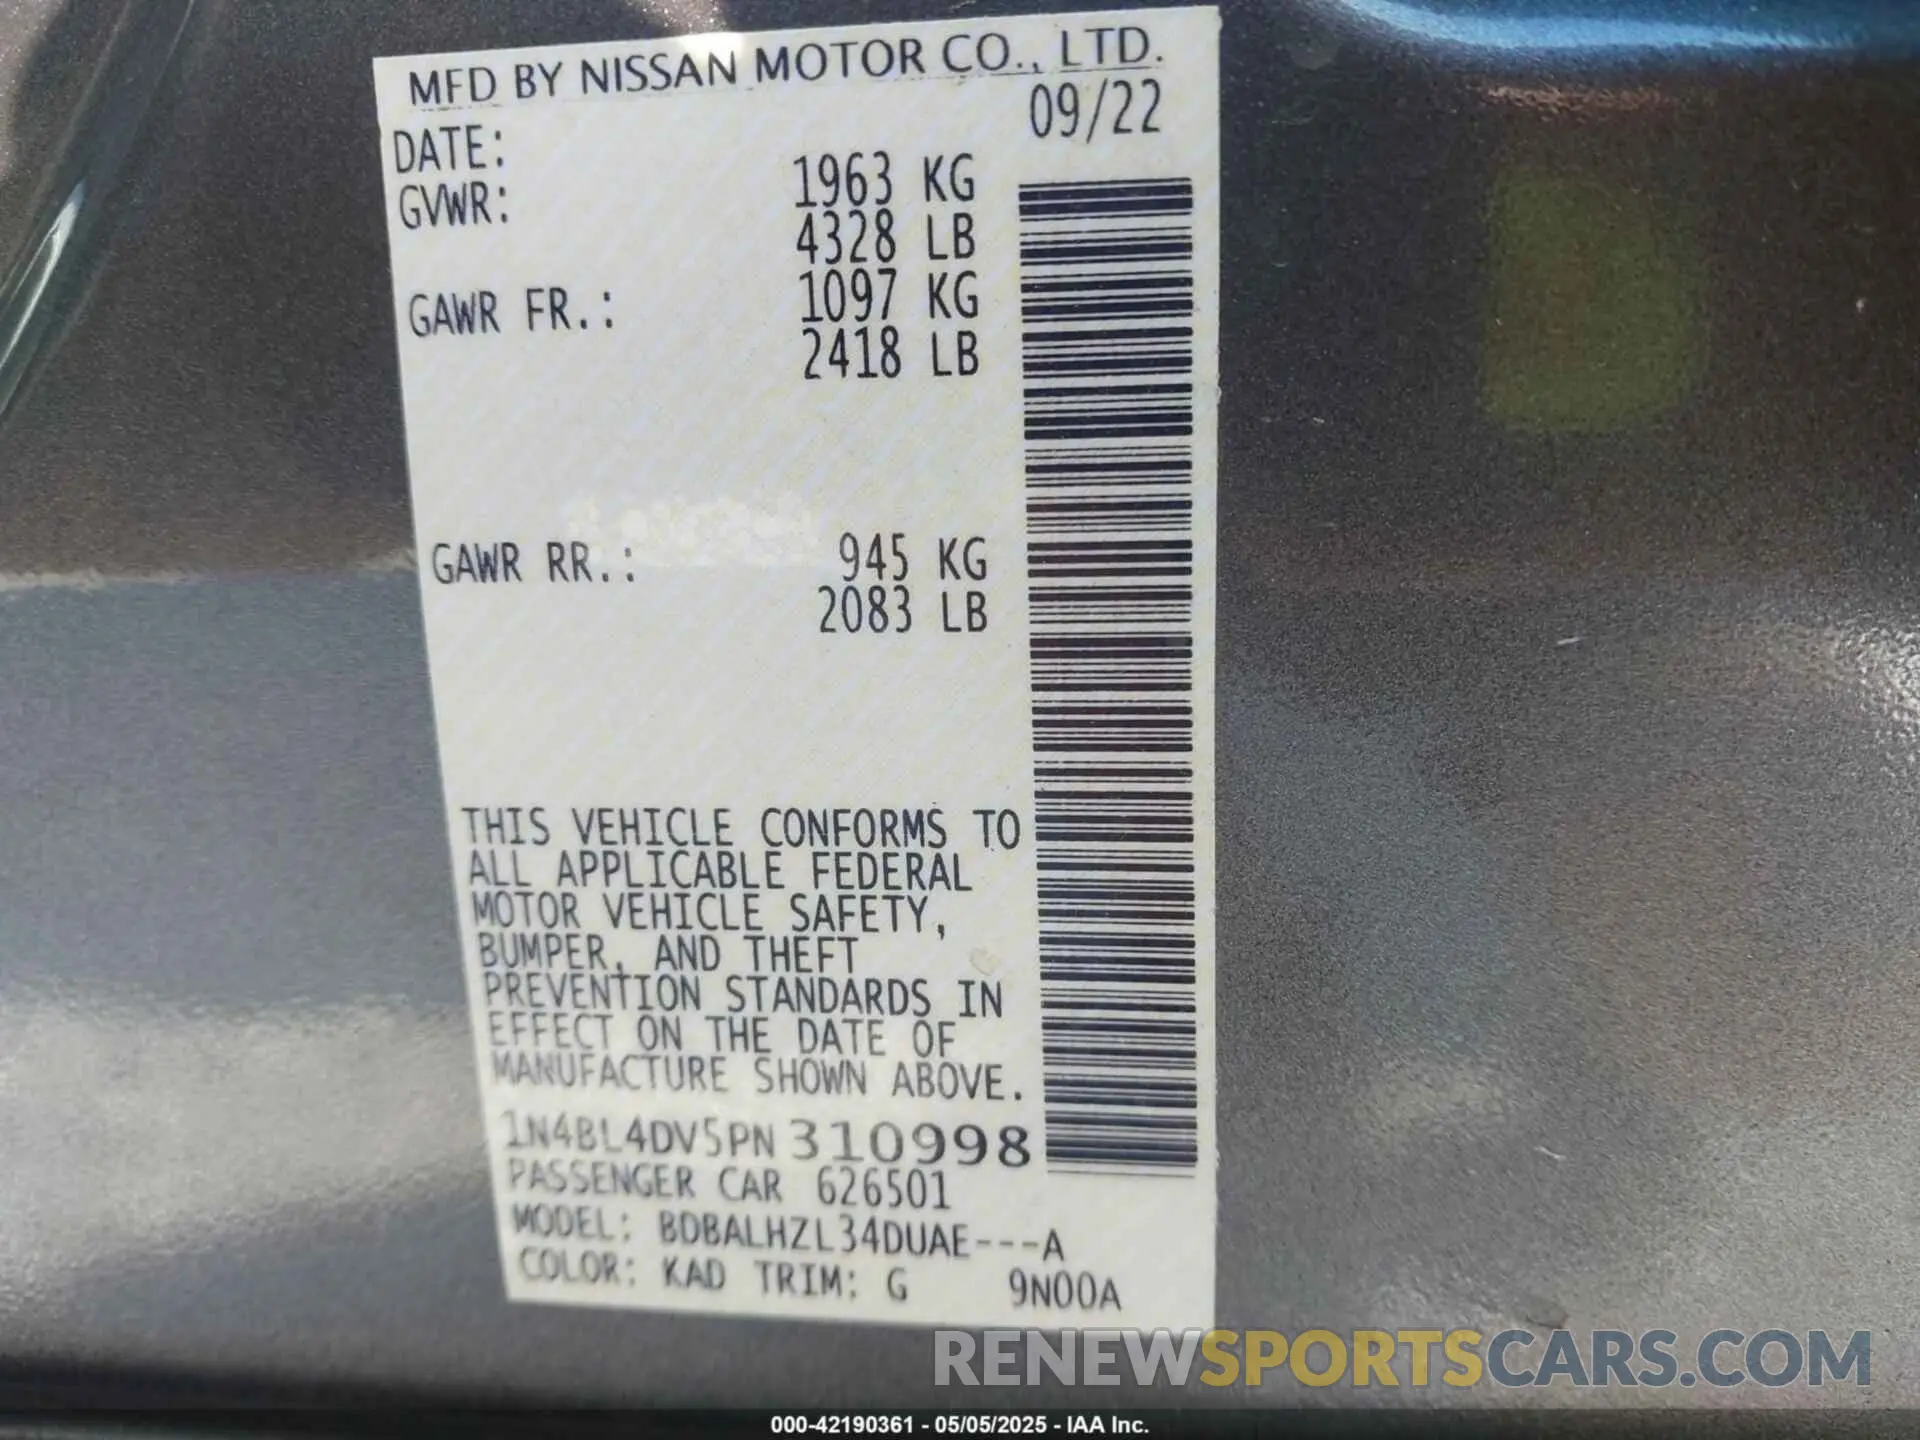 MFD BY NISSAN MOTOR CO., LTD.
DATE: 09/22
GVWR: 1963 KG
4328 LB
GAWR FR.: 1097 KG
2418 LB
GAWR RR.: 945 KG
2083 LB
THIS VEHICLE CONFORMS TO
ALL APPLICABLE FEDERAL
MOTOR VEHICLE SAFETY,
BUMPER, AND THEFT
PREVENTION STANDARDS IN
EFFECT ON THE DATE OF
MANUFACTURE SHOWN ABOVE.
1N4BL4DV5PN310998
PASSENGER CAR 626501
MODEL: BDBALHZL34DUAE---A
COLOR: KAD TRIM: G 9N00A
RENEWSPORTSCARS.COM
000-42190361 - 05/05/2025 - IAA Inc.